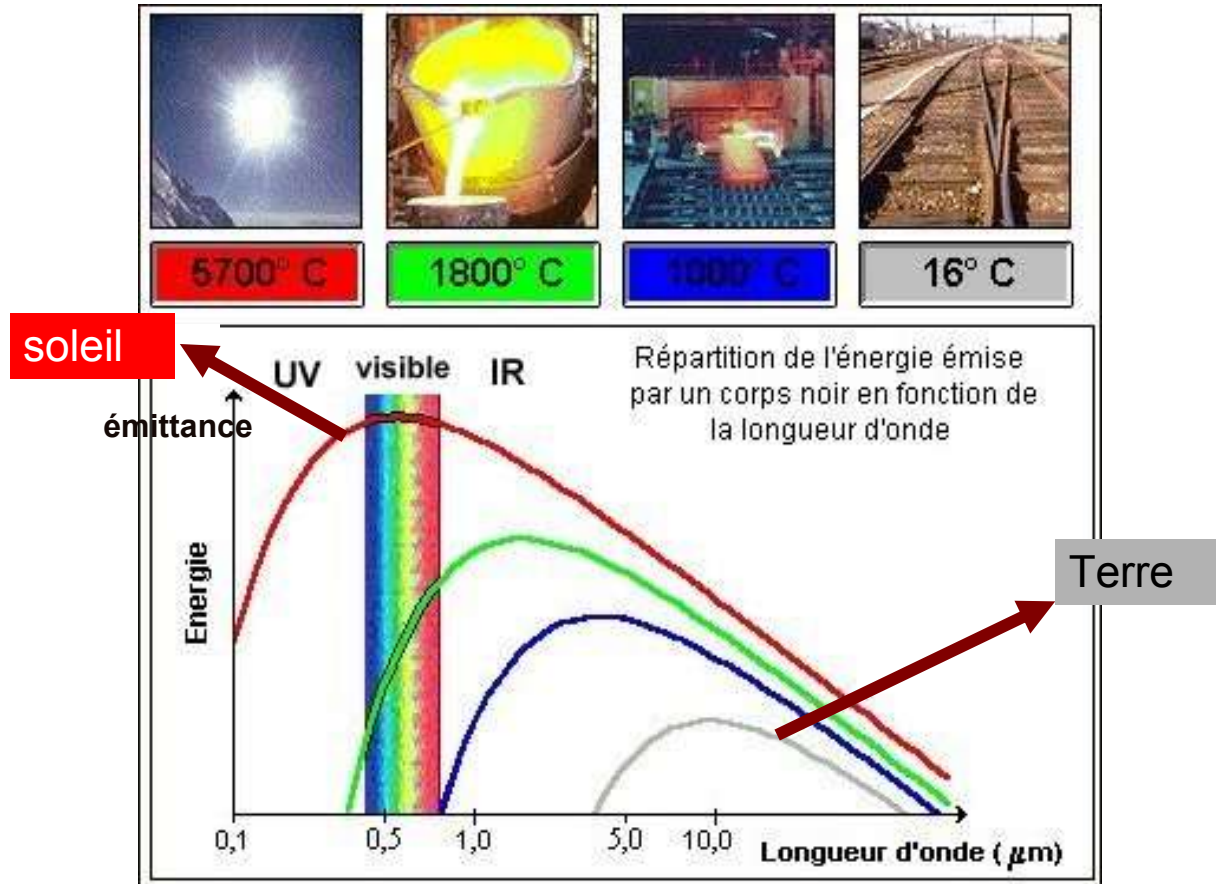 5700° C
1800° C
1000° C
16° C
soleil
UV visible IR
Répartition de l'énergie émise
par un corps noir en fonction de
la longueur d'onde
émittance
Energie
Terre
0,1 0,5 1,0 5,0 10,0
Longueur d'onde ( μm)